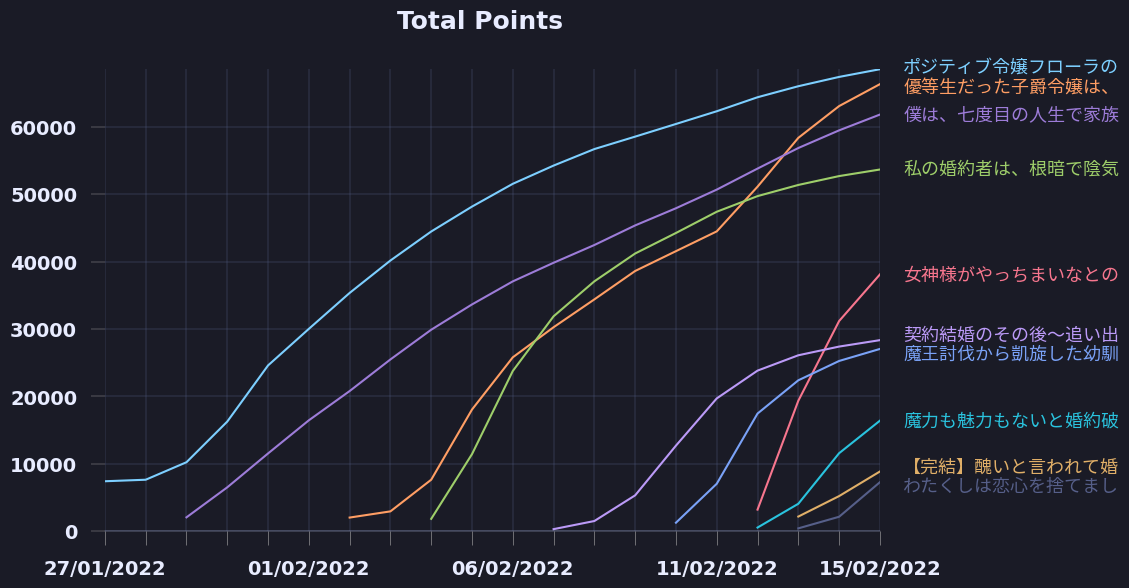 Total Points
ポジティブ令嬢フローラの
優等生だった子爵令嬢は、
僕は、七度目の人生で家族
私の婚約者は、根暗で陰気
女神様がやっちまいなとの
契約結婚のその後〜追い出
魔王討伐から凱旋した幼馴
魔力も魅力もないと婚約破
【完結】醜いと言われて婚
わたくしは恋心を捨てまし
60000
50000
40000
30000
20000
10000
0
27/01/2022 01/02/2022 06/02/2022 11/02/2022 15/02/2022